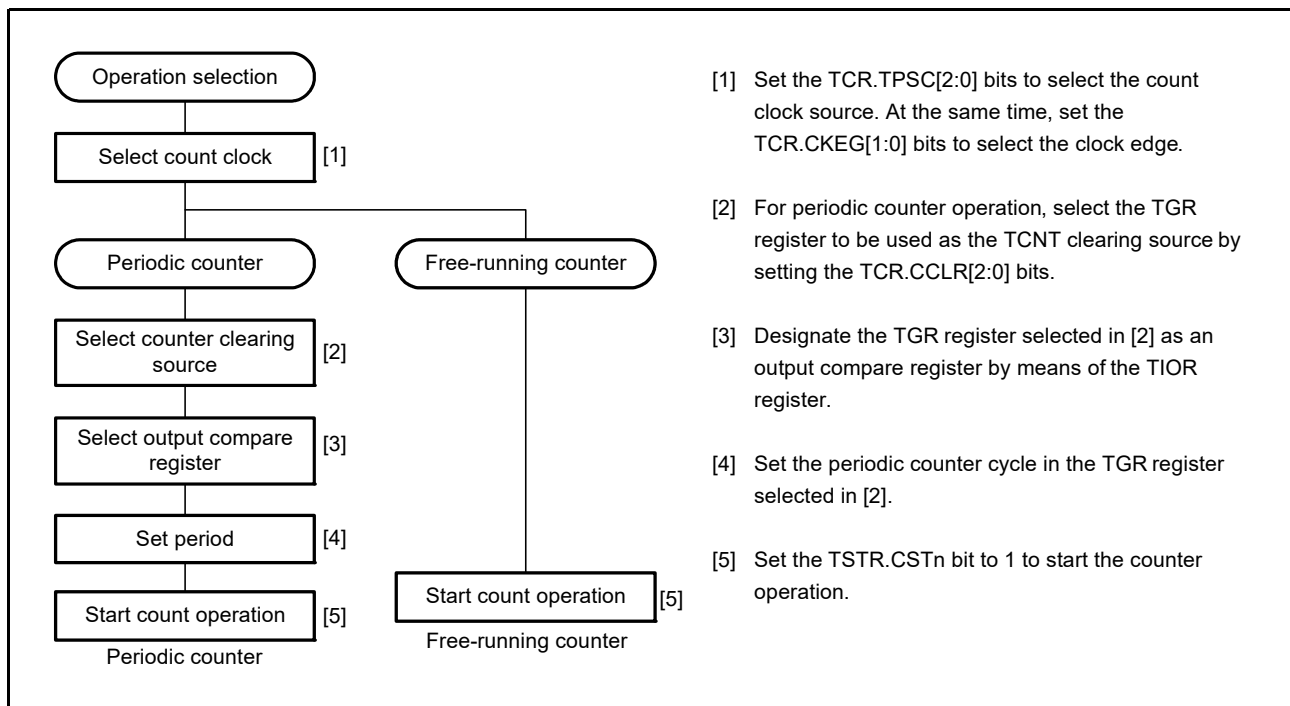 Operation selection
Select count clock
[1]
Periodic counter
Free-running counter
Select counter clearing
source
[2]
Select output compare
register
[3]
Set period
[4]
Start count operation
[5]
Periodic counter
Start count operation
[5]
Free-running counter
[1] Set the TCR.TPSC[2:0] bits to select the count
clock source. At the same time, set the
TCR.CKEG[1:0] bits to select the clock edge.
[2] For periodic counter operation, select the TGR
register to be used as the TCNT clearing source by
setting the TCR.CCLR[2:0] bits.
[3] Designate the TGR register selected in [2] as an
output compare register by means of the TIOR
register.
[4] Set the periodic counter cycle in the TGR register
selected in [2].
[5] Set the TSTR.CSTn bit to 1 to start the counter
operation.